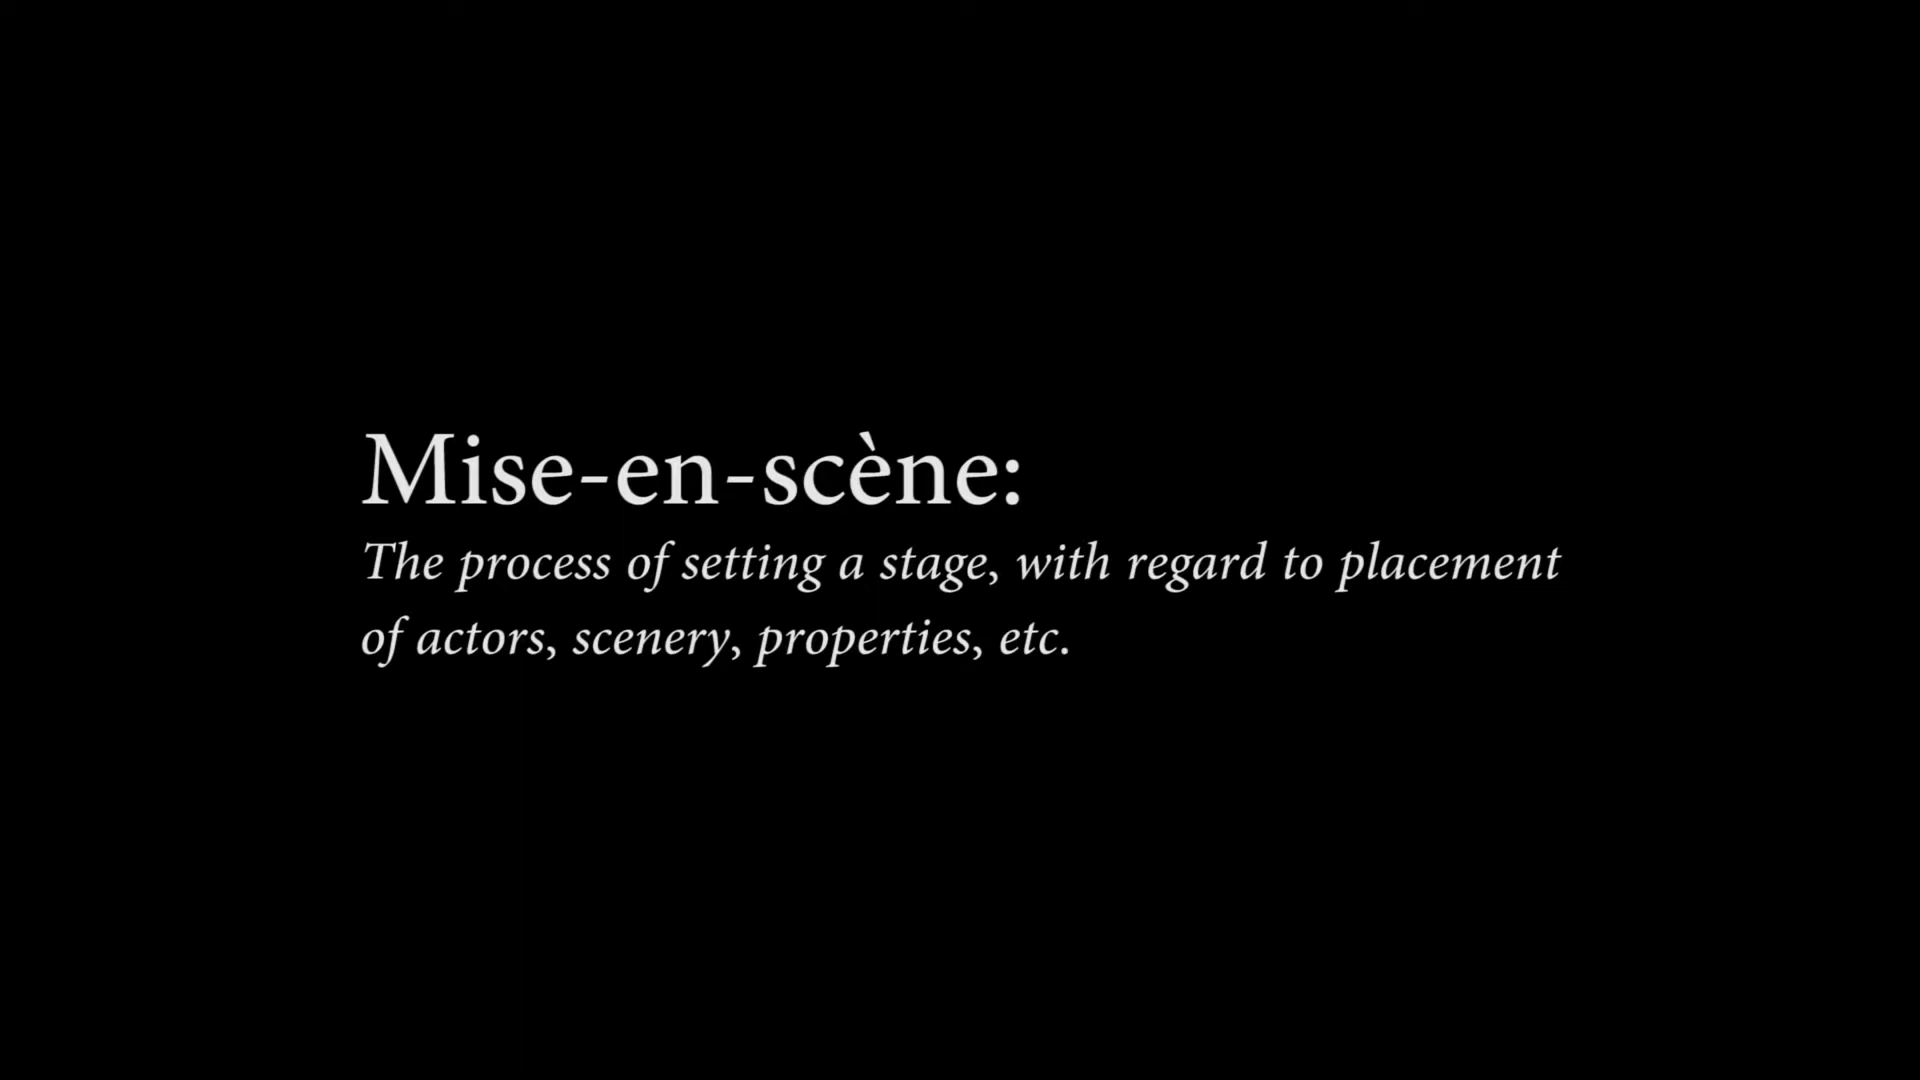 Mise-en-scène:
The process of setting a stage, with regard to placement
of actors, scenery, properties, etc.